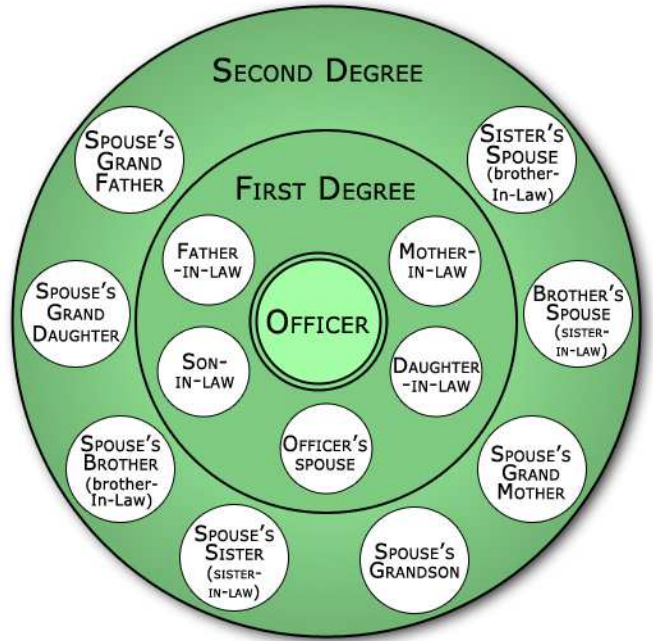 SECOND DEGREE
SPOUSE'S
GRAND
FATHER
SISTER'S
SPOUSE
(brother-
In-Law)
FIRST DEGREE
FATHER
-IN-LAW
MOTHER-
IN-LAW
SPOUSE'S
GRAND
DAUGHTER
OFFICER
BROTHER'S
SPOUSE
(SISTER-
IN-LAW)
SON-
IN-LAW
DAUGHTER
-IN-LAW
SPOUSE'S
BROTHER
(brother-
In-Law)
OFFICER'S
SPOUSE
SPOUSE'S
GRAND
MOTHER
SPOUSE'S
SISTER
(SISTER-
IN-LAW)
SPOUSE'S
GRANDSON